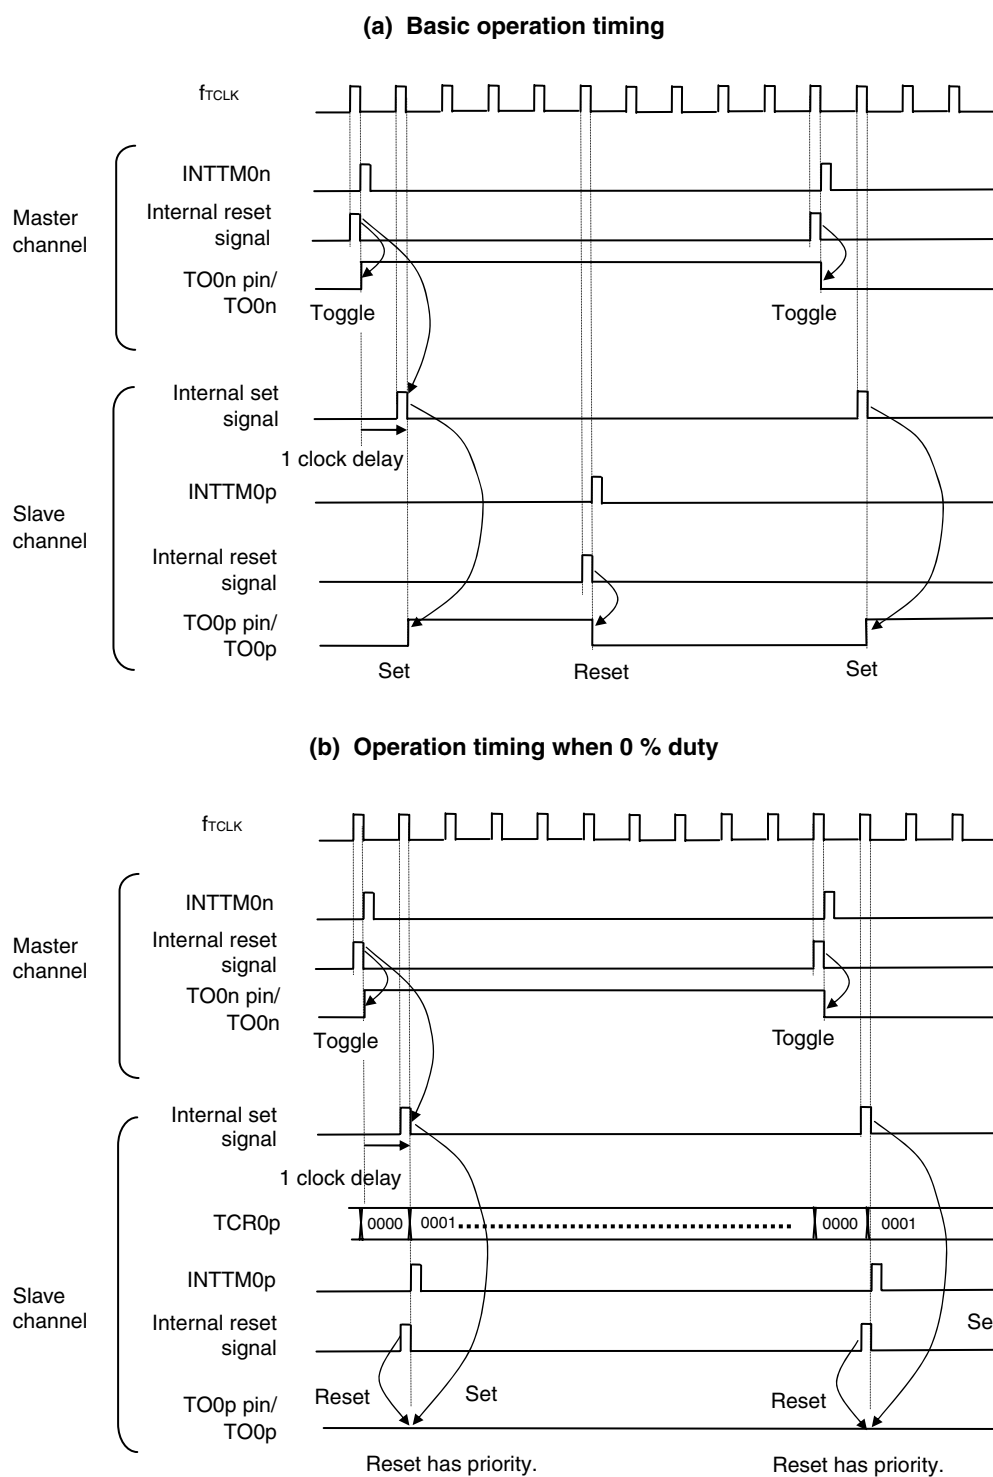 (a) Basic operation timing
fTCLK
INTTM0n
Internal reset
signal
Master
channel
TO0n pin/
TO0n
Toggle
Toggle
Internal set
signal
1 clock delay
INTTM0p
Slave
channel
Internal reset
signal
TO0p pin/
TO0p
Set
Reset
Set
(b) Operation timing when 0 % duty
fTCLK
INTTM0n
Internal reset
signal
Master
channel
TO0n pin/
TO0n
Toggle
Toggle
Internal set
signal
1 clock delay
TCR0p
0000
0001
0000
0001
INTTM0p
Slave
channel
Internal reset
signal
Se
Reset
Set
Reset
TO0p pin/
TO0p
Reset has priority.
Reset has priority.